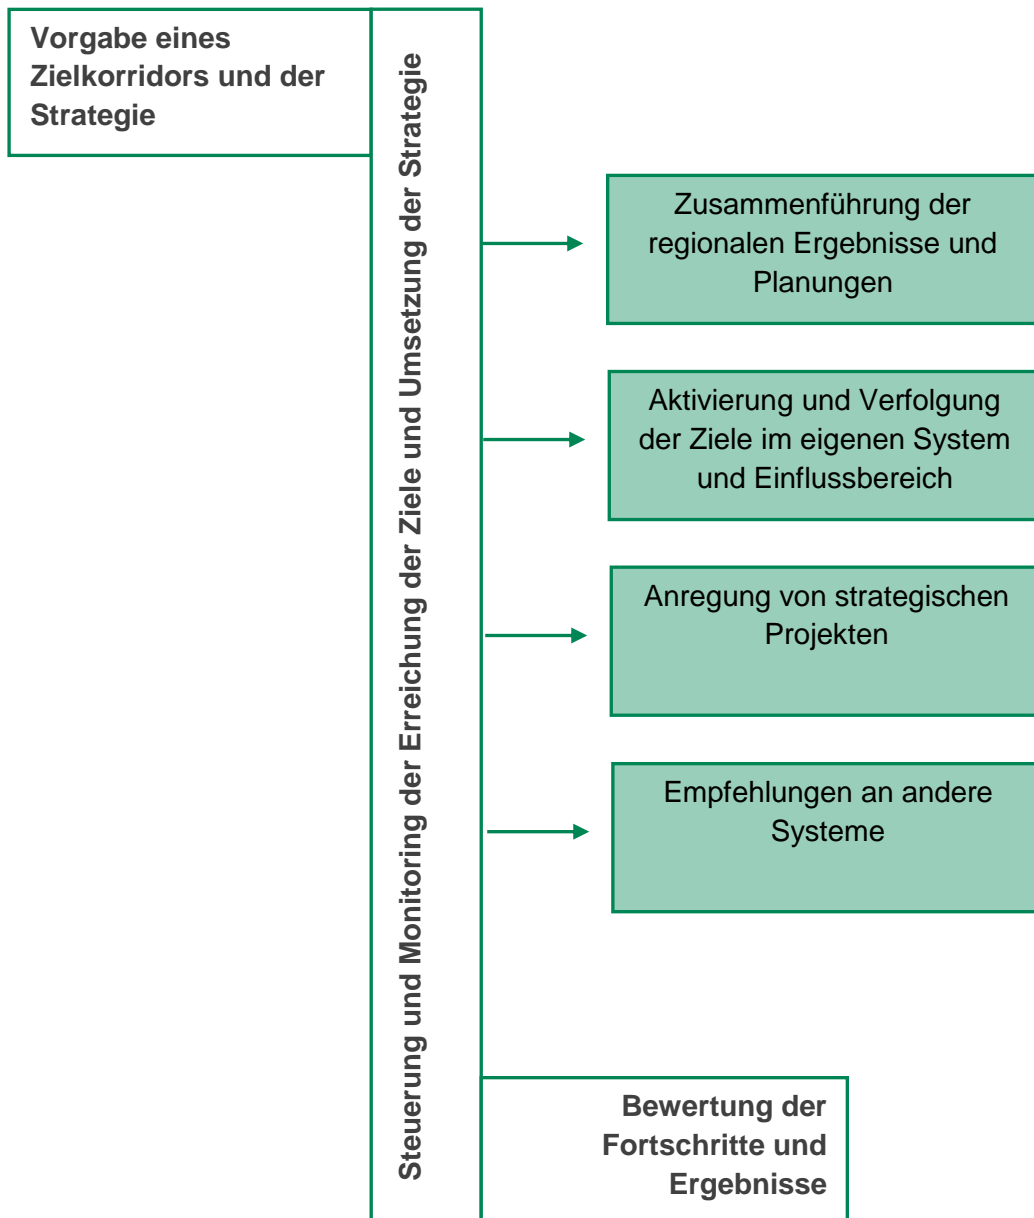 Vorgabe eines
Zielkorridors und der
Strategie
Steuerung und Monitoring der Erreichung der Ziele und Umsetzung der Strategie
Zusammenführung der
regionalen Ergebnisse und
Planungen
Aktivierung und Verfolgung
der Ziele im eigenen System
und Einflussbereich
Anregung von strategischen
Projekten
Empfehlungen an andere
Systeme
Bewertung der
Fortschritte und
Ergebnisse